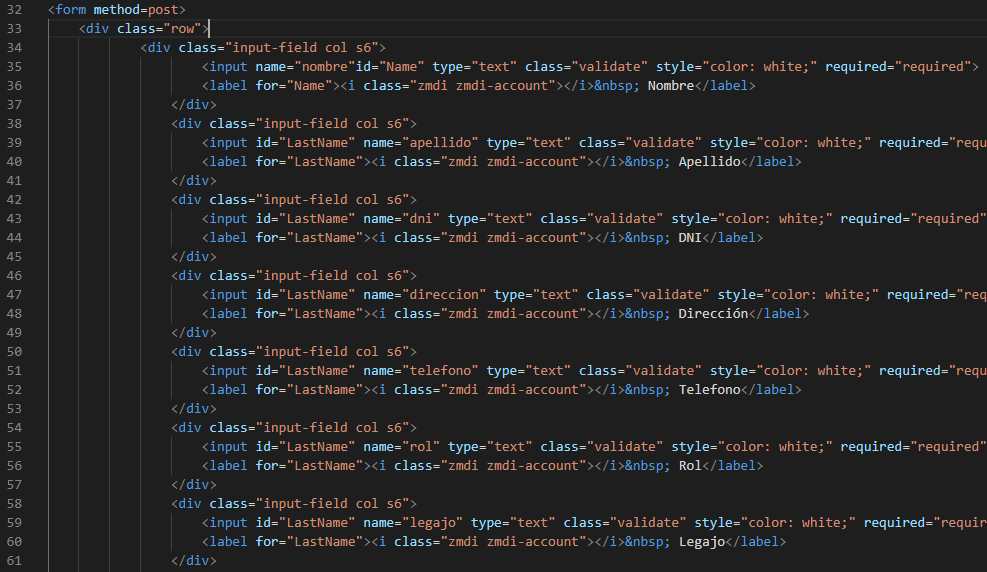 32 <form method=post>
33 <div class="row">
34 <div class="input-field col s6">
35 <input name="nombre"id="Name" type="text" class="validate" style="color: white;" required="required">
36 <label for="Name"><i class="zmdi zmdi-account"></i>&nbsp; Nombre</label>
37 </div>
38 <div class="input-field col s6">
39 <input id="LastName" name="apellido" type="text" class="validate" style="color: white;" required="requ
40 <label for="LastName"><i class="zmdi zmdi-account"></i>&nbsp; Apellido</label>
41 </div>
42 <div class="input-field col s6">
43 <input id="LastName" name="dni" type="text" class="validate" style="color: white;" required="required"
44 <label for="LastName"><i class="zmdi zmdi-account"></i>&nbsp; DNI</label>
45 </div>
46 <div class="input-field col s6">
47 <input id="LastName" name="direccion" type="text" class="validate" style="color: white;" required="req
48 <label for="LastName"><i class="zmdi zmdi-account"></i>&nbsp; Dirección</label>
49 </div>
50 <div class="input-field col s6">
51 <input id="LastName" name="telefono" type="text" class="validate" style="color: white;" required="requ
52 <label for="LastName"><i class="zmdi zmdi-account"></i>&nbsp; Telefono</label>
53 </div>
54 <div class="input-field col s6">
55 <input id="LastName" name="rol" type="text" class="validate" style="color: white;" required="required"
56 <label for="LastName"><i class="zmdi zmdi-account"></i>&nbsp; Rol</label>
57 </div>
58 <div class="input-field col s6">
59 <input id="LastName" name="legajo" type="text" class="validate" style="color: white;" required="requir
60 <label for="LastName"><i class="zmdi zmdi-account"></i>&nbsp; Legajo</label>
61 </div>